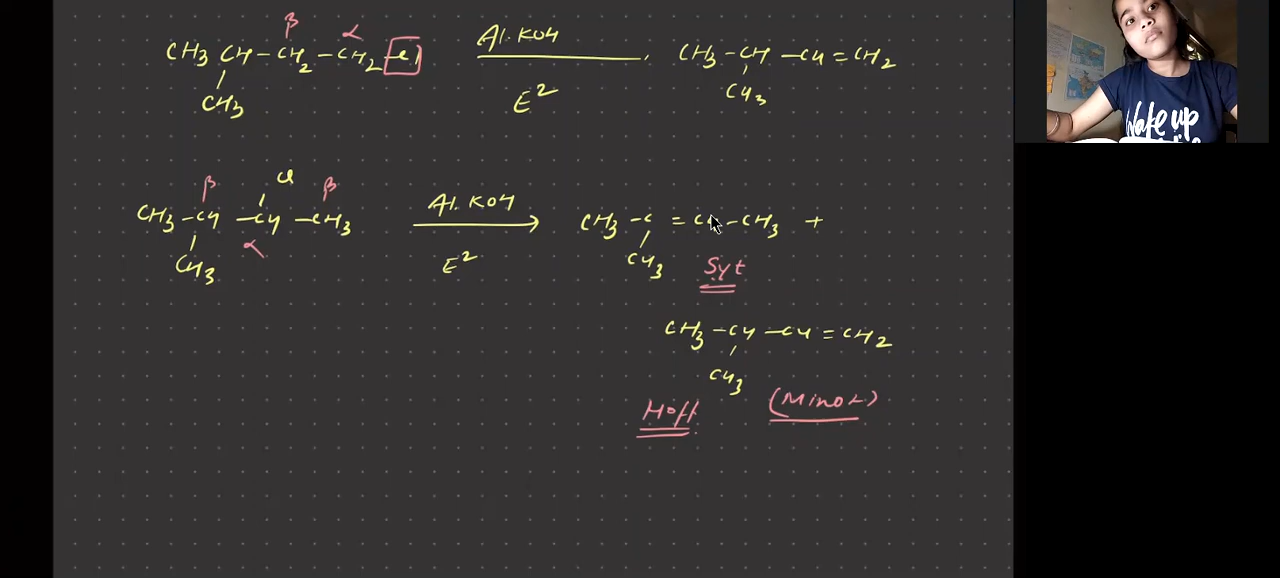 β α
CH3 CH - CH2 - CH2 - Cl Al. KOH CH3 - CH - CH = CH2
CH3 E2 CH3
Wake up
β Cl β
CH3 - CH - CH - CH3 Al. KOH CH3 - C = CH - CH3 +
α
CH3 E2 CH3 Syt
CH3 - CH - CH = CH2
CH3
Hoff (Minor)